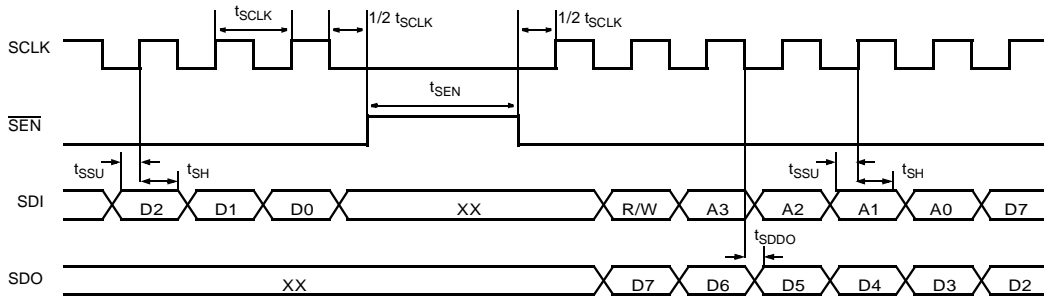 tSCLK 1/2 tSCLK 1/2 tSCLK
SCLK
tSEN
SEN
tSSU tSH tSSU tSH
SDI D2 D1 D0 XX R/W A3 A2 A1 A0 D7
tSDDO
SDO XX D7 D6 D5 D4 D3 D2